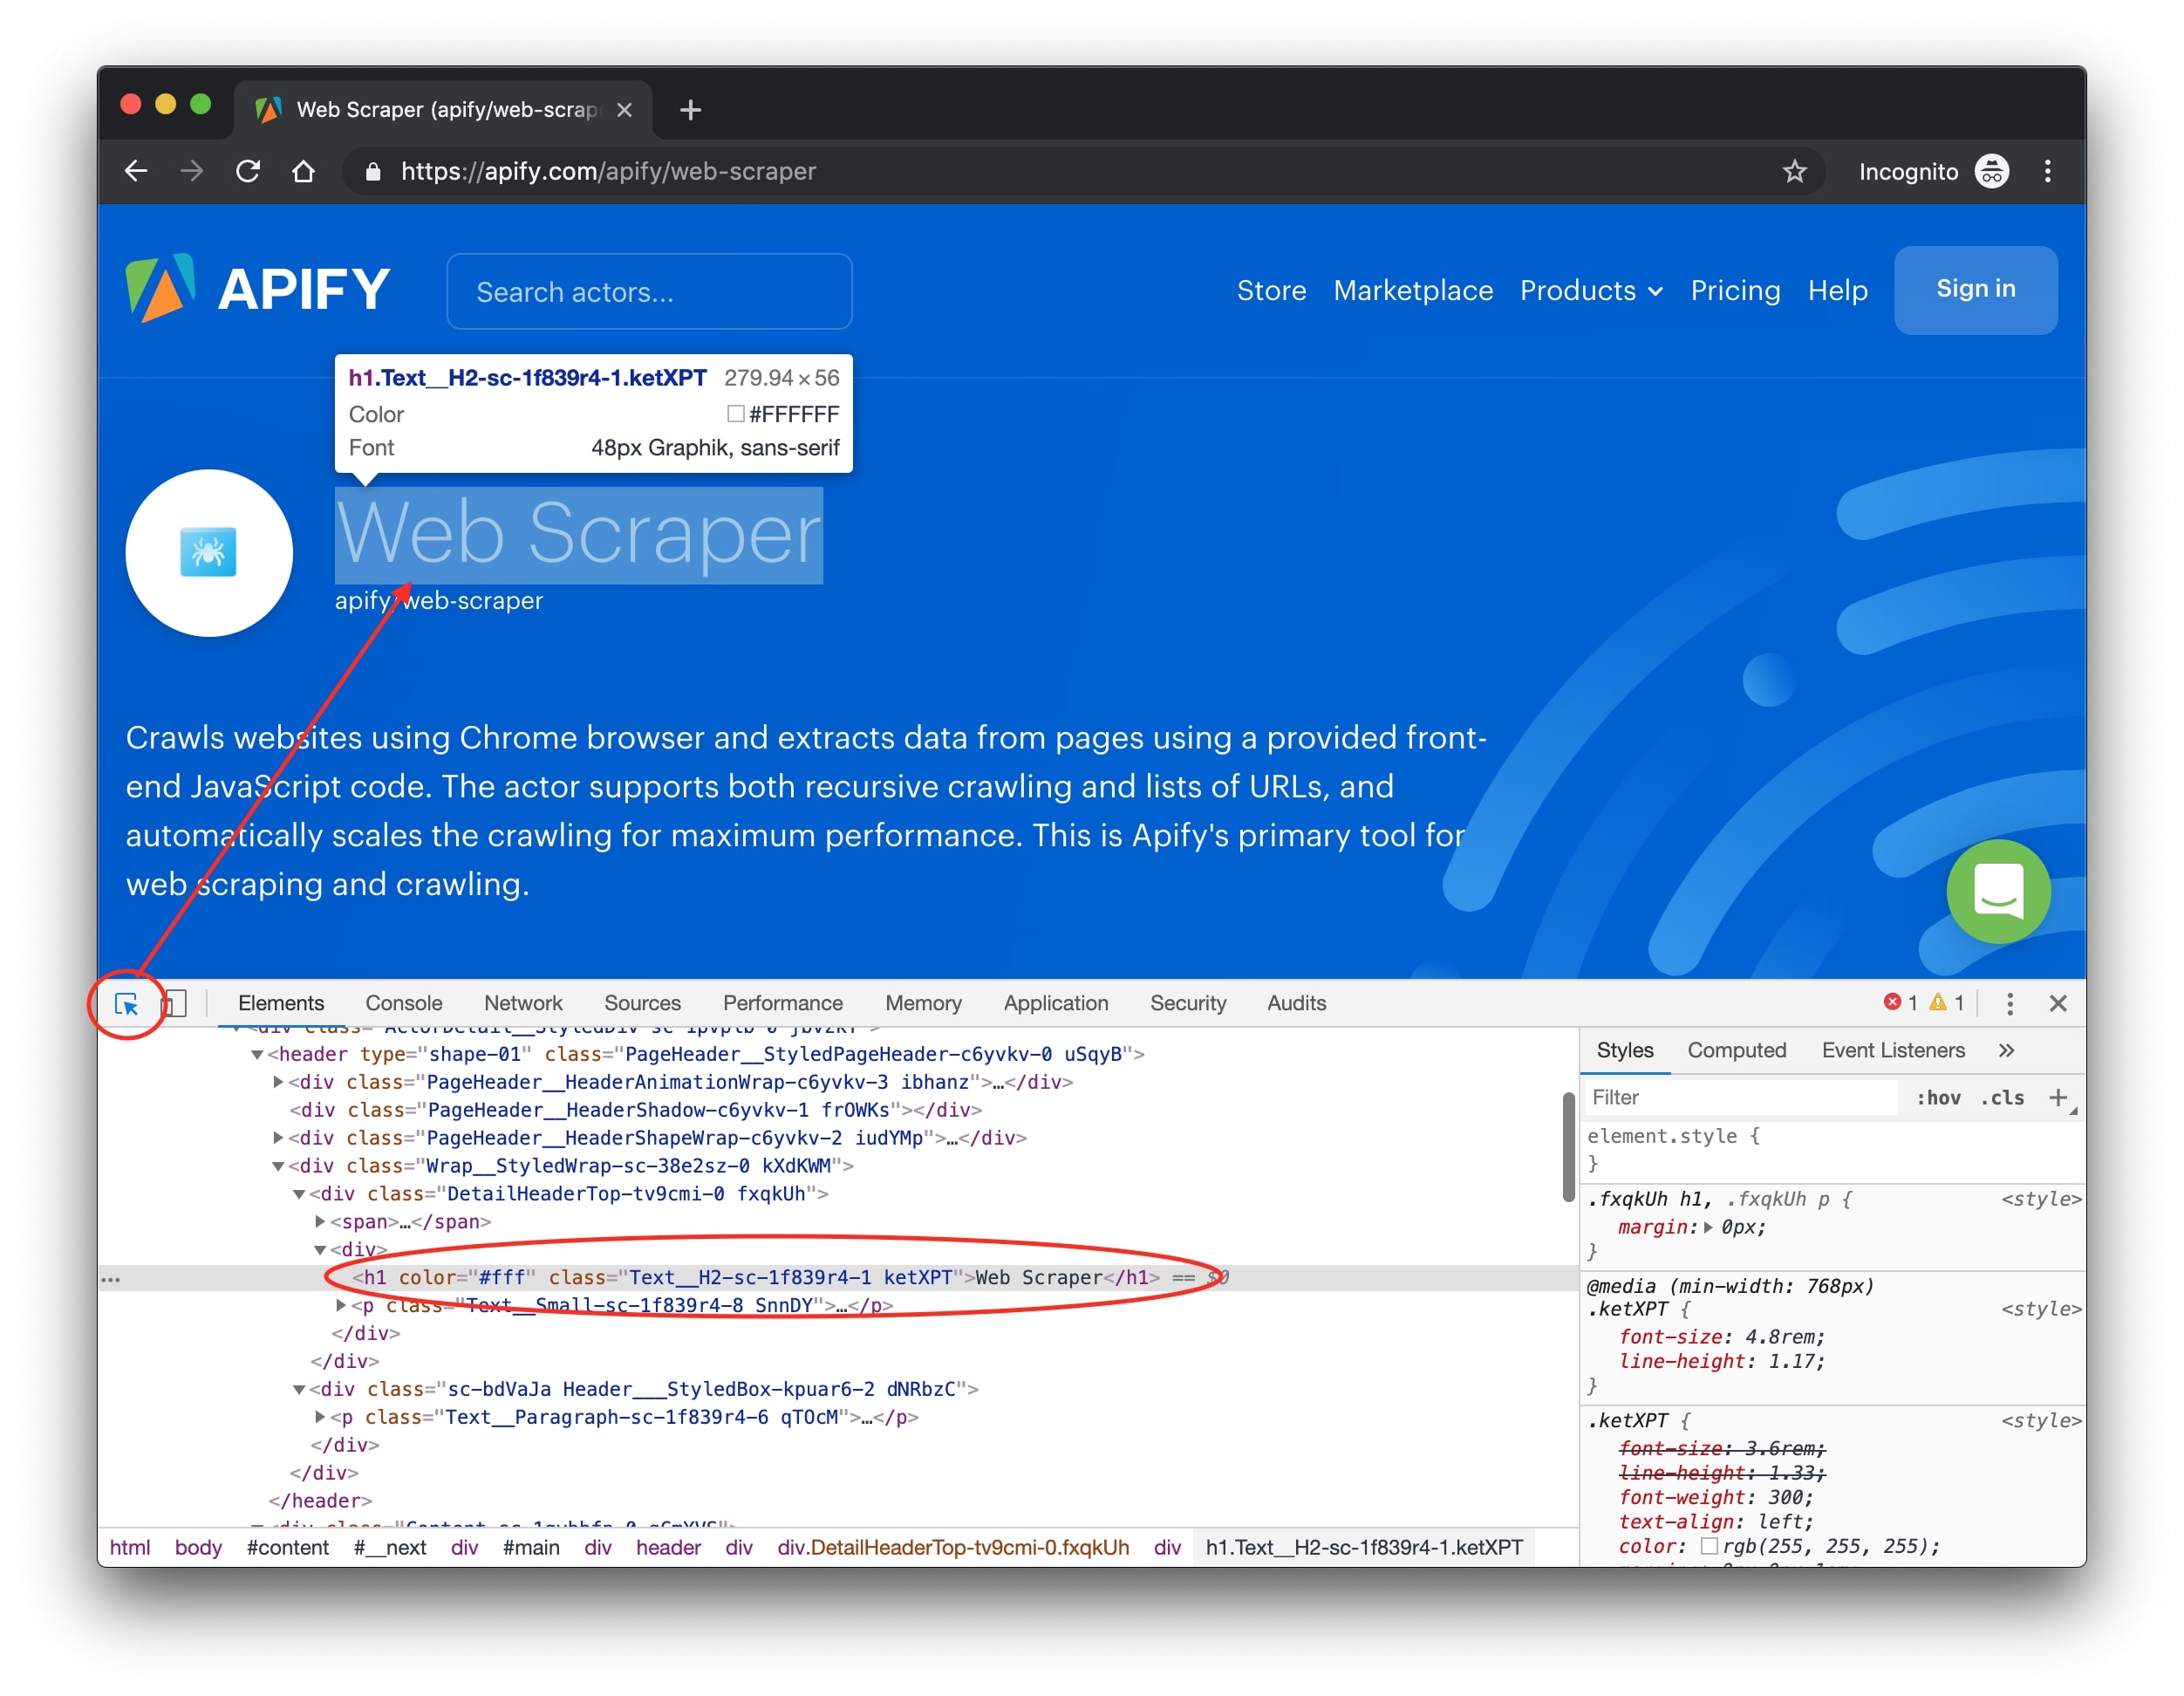 Web Scraper (apify/web-scrap
https://apify.com/apify/web-scraper
Incognito
APIFY
Search actors...
Store Marketplace Products Pricing Help Sign in
h1.Text__H2-sc-1f839r4-1.ketXPT 279.94×56
Color #FFFFFF
Font 48px Graphik, sans-serif
Web Scraper
apify/web-scraper
Crawls websites using Chrome browser and extracts data from pages using a provided front-
end JavaScript code. The actor supports both recursive crawling and lists of URLs, and
automatically scales the crawling for maximum performance. This is Apify's primary tool for
web scraping and crawling.
Elements Console Network Sources Performance Memory Application Security Audits 1 1
<header type="shape-01" class="PageHeader__StyledPageHeader-c6yvkv-0 uSqyB">
<div class="PageHeader__HeaderAnimationWrap-c6yvkv-3 ibhanz">…</div>
<div class="PageHeader__HeaderShadow-c6yvkv-1 frOWKs"></div>
<div class="PageHeader__HeaderShapeWrap-c6yvkv-2 iudYMp">…</div>
<div class="Wrap__StyledWrap-sc-38e2sz-0 kXdKWM">
<div class="DetailHeaderTop-tv9cmi-0 fxqkUh">
<span>…</span>
<div>
<h1 color="#fff" class="Text__H2-sc-1f839r4-1 ketXPT">Web Scraper</h1> == $0
<p class="Text__Small-sc-1f839r4-8 SnnDY">…</p>
</div>
</div>
<div class="sc-bdVaJa Header___StyledBox-kpuar6-2 dNRbzC">
<p class="Text__Paragraph-sc-1f839r4-6 qTOcM">…</p>
</div>
</div>
</header>
html body #content #__next div #main div header div div.DetailHeaderTop-tv9cmi-0.fxqkUh div h1.Text__H2-sc-1f839r4-1.ketXPT
Styles Computed Event Listeners »
Filter :hov .cls +
element.style {
}
.fxqkUh h1, .fxqkUh p { <style>
margin: 0px;
}
@media (min-width: 768px)
.ketXPT { <style>
font-size: 4.8rem;
line-height: 1.17;
}
.ketXPT { <style>
font-size: 3.6rem;
line-height: 1.33;
font-weight: 300;
text-align: left;
color: rgb(255, 255, 255);